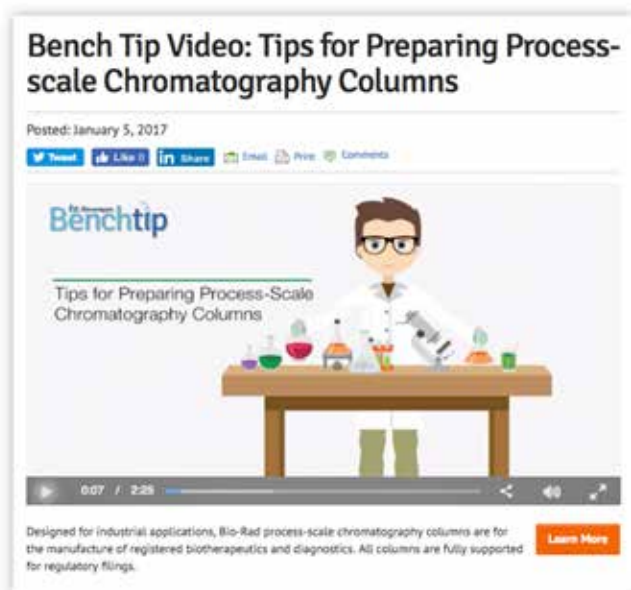 Bench Tip Video: Tips for Preparing Process-
scale Chromatography Columns
Posted: January 5, 2017
Tweet Like 0 in Share Email Print Comments
Benchtip
Tips for Preparing Process-Scale
Chromatography Columns
0:07 / 2:25
Designed for industrial applications, Bio-Rad process-scale chromatography columns are for
the manufacture of registered biotherapeutics and diagnostics. All columns are fully supported
for regulatory filings.
Learn More